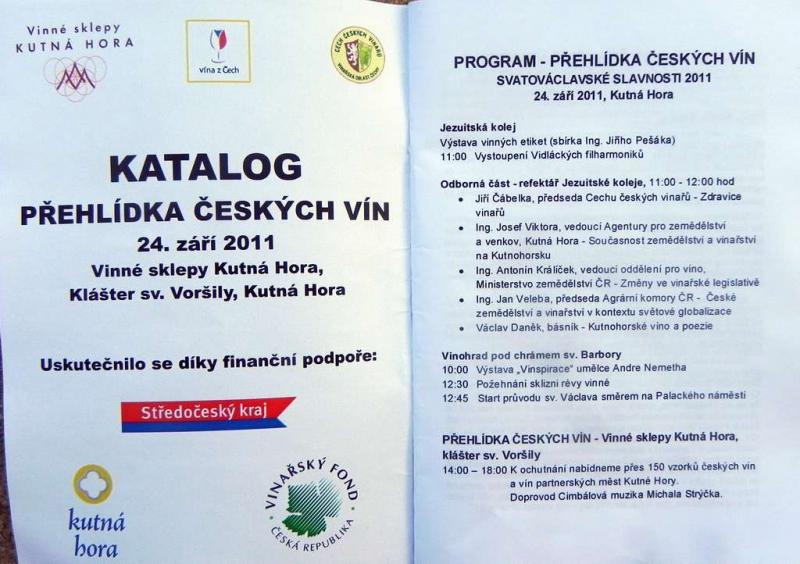 Vinné sklepy
KUTNÁ HORA
vína z Čech
CECH ČESKÝCH VINAŘŮ
VINAŘSKÁ OBLAST ČECHY
KATALOG
PŘEHLÍDKA ČESKÝCH VÍN
24. září 2011
Vinné sklepy Kutná Hora,
Klášter sv. Voršily, Kutná Hora
Uskutečnilo se díky finanční podpoře:
Středočeský kraj
kutná
hora
VINAŘSKÝ FOND
ČESKÁ REPUBLIKA
PROGRAM - PŘEHLÍDKA ČESKÝCH VÍN
SVATOVÁCLAVSKÉ SLAVNOSTI 2011
24. září 2011, Kutná Hora
Jezuitská kolej
Výstava vinných etiket (sbírka Ing. Jiřího Pešáka)
11:00 Vystoupení Vidláckých filharmoniků
Odborná část - refektář Jezuitské koleje, 11:00 - 12:00 hod
• Jiří Čábelka, předseda Cechu českých vinařů - Zdravice
vinařů
• Ing. Josef Viktora, vedoucí Agentury pro zemědělství
a venkov, Kutná Hora - Současnost zemědělství a vinařství
na Kutnohorsku
• Ing. Antonín Králíček, vedoucí oddělení pro víno,
Ministerstvo zemědělství ČR - Změny ve vinařské legislativě
• Ing. Jan Veleba, předseda Agrární komory ČR - České
zemědělství a vinařství v kontextu světové globalizace
• Václav Daněk, básník - Kutnohorské víno a poezie
Vinohrad pod chrámem sv. Barbory
10:00 Výstava „Vinspirace" umělce Andre Nemetha
12:30 Požehnání sklizni révy vinné
12:45 Start průvodu sv. Václava směrem na Palackého náměstí
PŘEHLÍDKA ČESKÝCH VÍN - Vinné sklepy Kutná Hora,
klášter sv. Voršily
14:00 – 18:00 K ochutnání nabídneme přes 150 vzorků českých vín
a vín partnerských měst Kutné Hory.
Doprovod Cimbálová muzika Michala Strýčka.